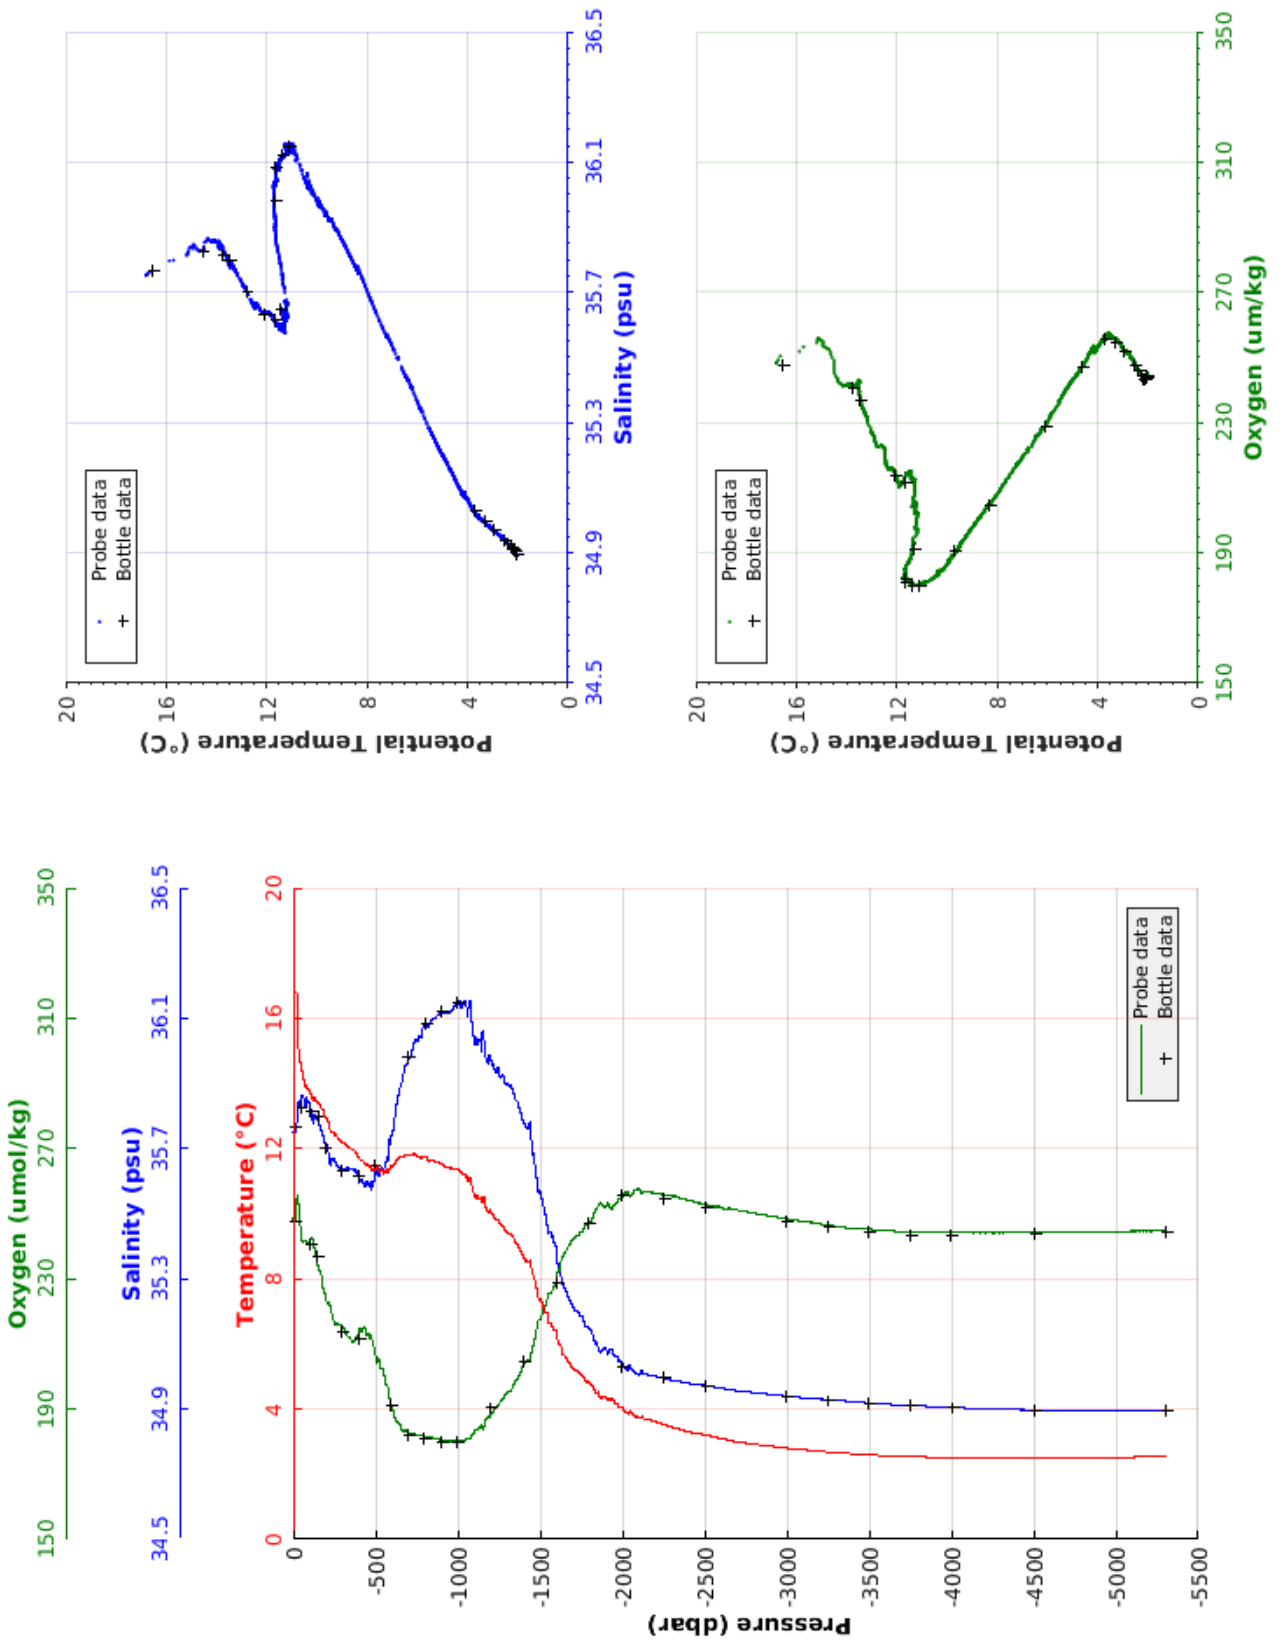 Oxygen (umol/kg)
150 190 230 270 310 350
Salinity (psu)
34.5 34.9 35.3 35.7 36.1 36.5
Temperature (°C)
0 4 8 12 16 20
Pressure (dbar)
0
-500
-1000
-1500
-2000
-2500
-3000
-3500
-4000
-4500
-5000
-5500
Probe data
Bottle data
Potential Temperature (°C)
20
16
12
8
4
0
Probe data
Bottle data
34.5 34.9 35.3 35.7 36.1 36.5
Salinity (psu)
Potential Temperature (°C)
20
16
12
8
4
0
Probe data
Bottle data
150 190 230 270 310 350
Oxygen (um/kg)